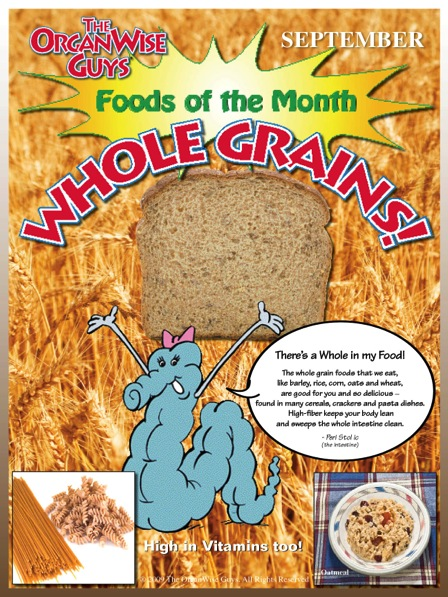 THE
ORGANWISE
GUYS
SEPTEMBER
Foods of the Month
WHOLE GRAINS!
There's a Whole in my Food!
The whole grain foods that we eat,
like barley, rice, corn, oats and wheat,
are good for you and so delicious –
found in many cereals, crackers and pasta dishes.
High-fiber keeps your body lean
and sweeps the whole intestine clean.
- Peri Stolic
(the Intestine)
High in Vitamins too!
Oatmeal
©2009 The OrganWise Guys. All Rights Reserved